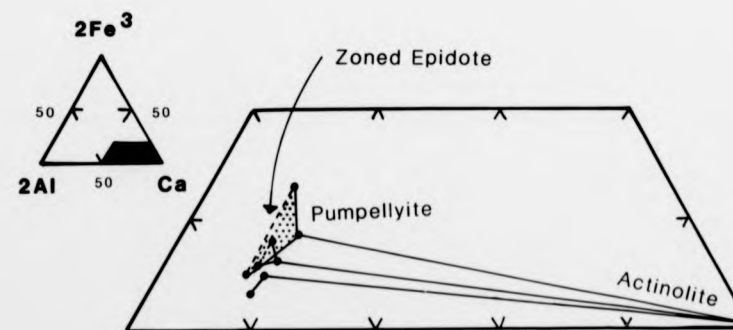 2Fe³
Zoned Epidote
50
50
2Al
50
Ca
Pumpellyite
Actinolite